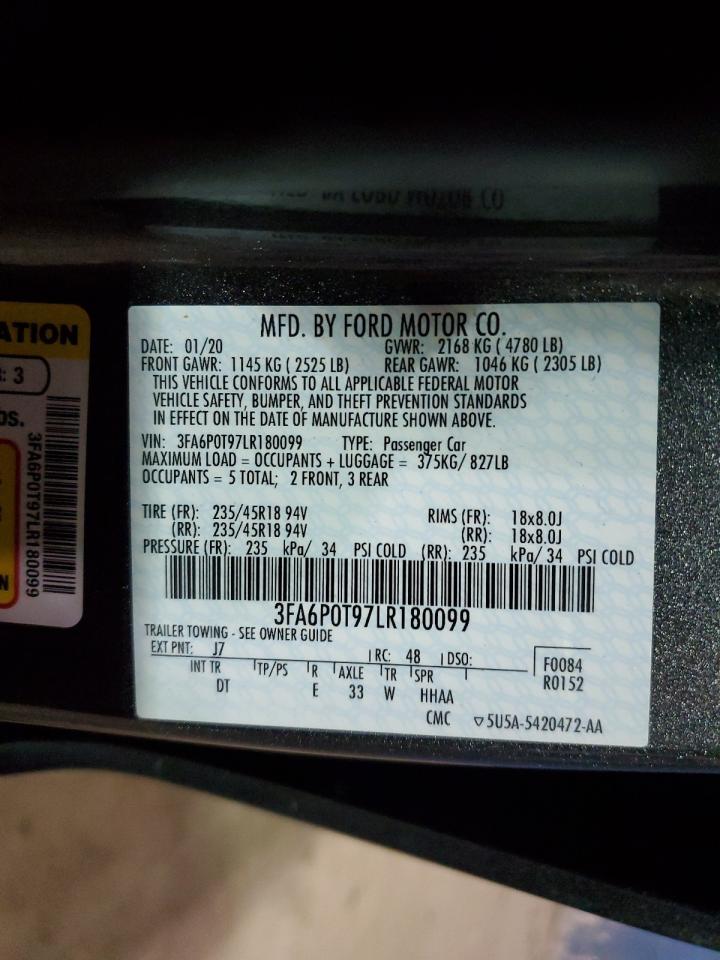 MFD. BY FORD MOTOR CO.
DATE: 01/20 GVWR: 2168 KG ( 4780 LB)
FRONT GAWR: 1145 KG ( 2525 LB) REAR GAWR: 1046 KG ( 2305 LB)
THIS VEHICLE CONFORMS TO ALL APPLICABLE FEDERAL MOTOR
VEHICLE SAFETY, BUMPER, AND THEFT PREVENTION STANDARDS
IN EFFECT ON THE DATE OF MANUFACTURE SHOWN ABOVE.
VIN: 3FA6P0T97LR180099 TYPE: Passenger Car
MAXIMUM LOAD = OCCUPANTS + LUGGAGE = 375KG/ 827LB
OCCUPANTS = 5 TOTAL; 2 FRONT, 3 REAR
TIRE (FR): 235/45R18 94V RIMS (FR): 18x8.0J
(RR): 235/45R18 94V (RR): 18x8.0J
PRESSURE (FR): 235 kPa/ 34 PSI COLD (RR): 235 kPa/ 34 PSI COLD
3FA6P0T97LR180099
TRAILER TOWING - SEE OWNER GUIDE
EXT PNT: J7 RC: 48 DSO: F0084
INT TR TP/PS R AXLE TR SPR R0152
DT E 33 W HHAA
CMC 5U5A-5420472-AA
ATION
: 3
bs.
3FA6P0T97LR180099
N